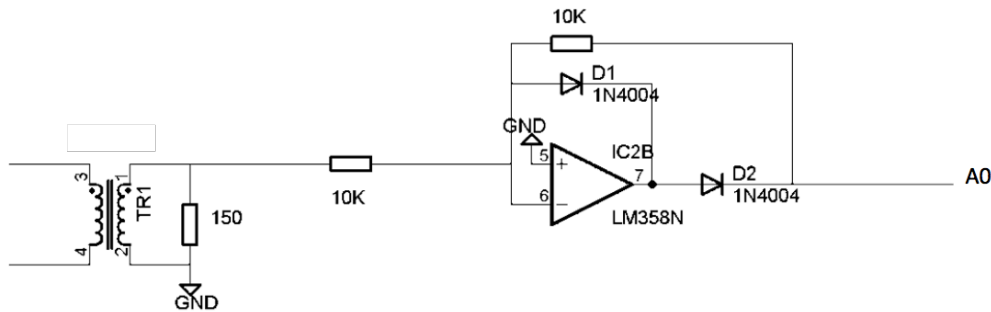 10K
D1
1N4004
GND
5
IC2B
7
D2
1N4004
A0
6
LM358N
3
1
TR1
10K
150
4
2
GND